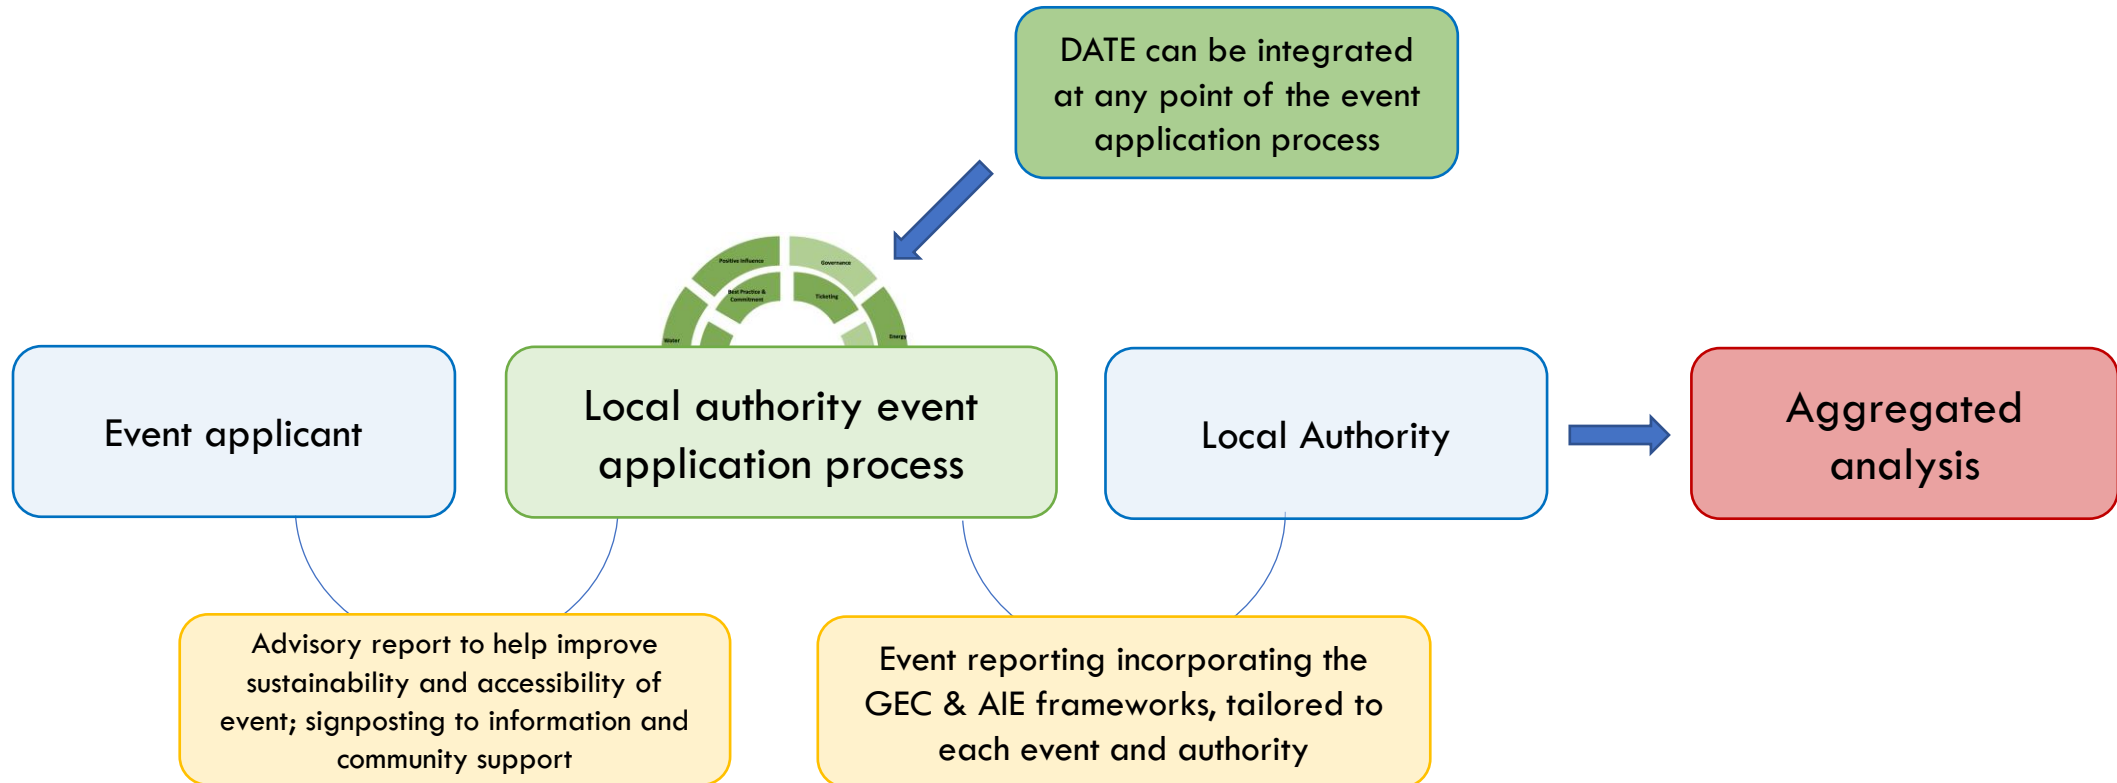 DATE can be integrated
at any point of the event
application process
Positive Influence
Governance
Best Practice &
Commitment
Ticketing
Water
Energy
Event applicant
Local authority event
application process
Local Authority
Aggregated
analysis
Advisory report to help improve
sustainability and accessibility of
event; signposting to information and
community support
Event reporting incorporating the
GEC & AIE frameworks, tailored to
each event and authority